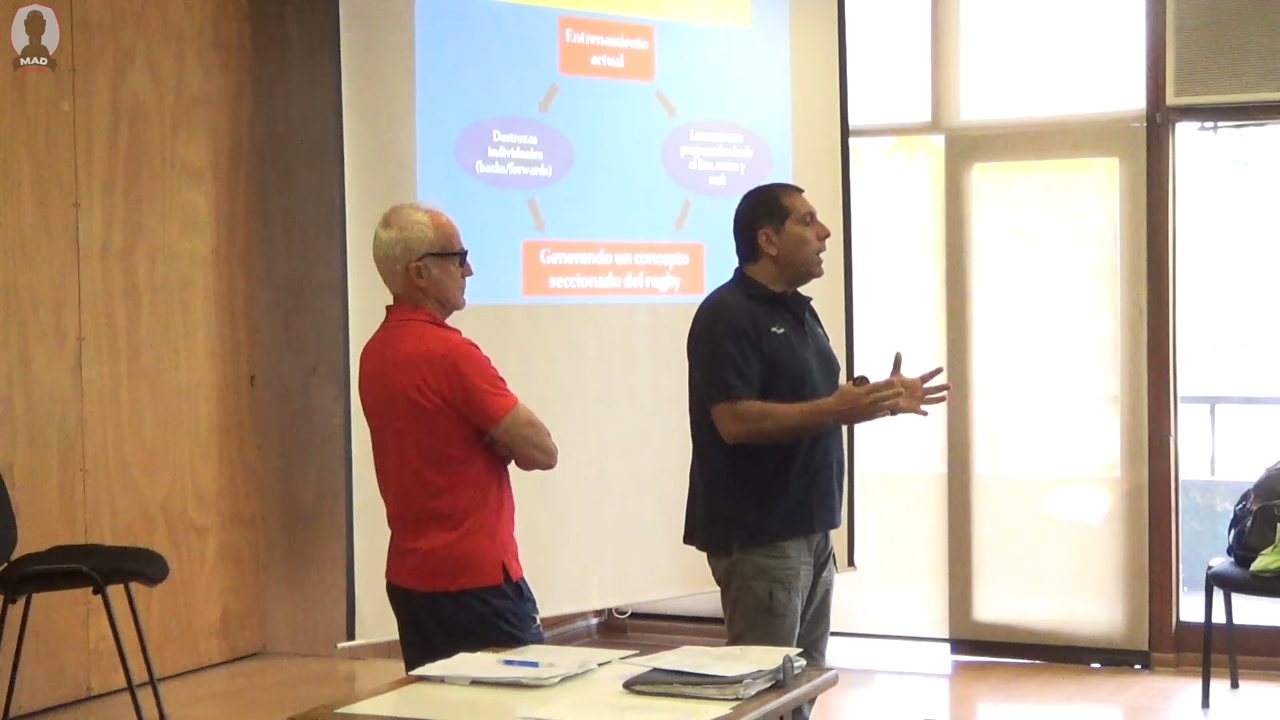 MAD
Entrenamiento
actual
Destrezas
individuales
(backs/forwards)
Generando un concepto
seccionado del rugby